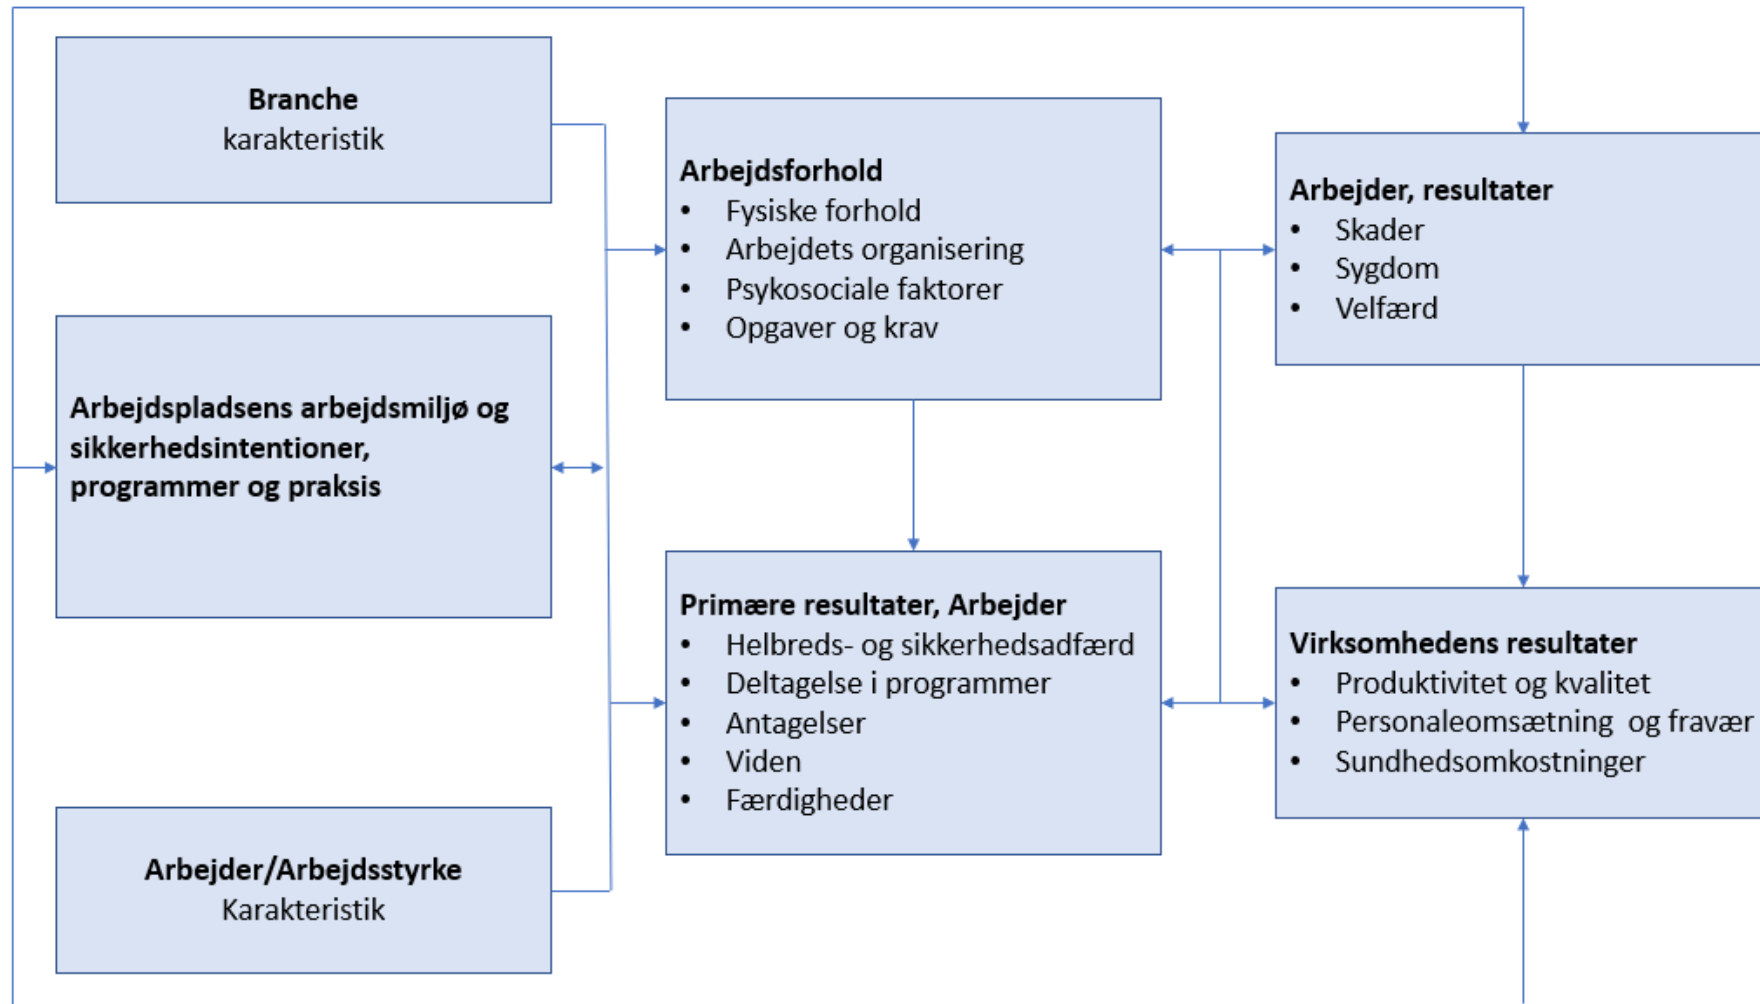 Branche
karakteristik
Arbejdspladsens arbejdsmiljø og
sikkerhedsintentioner,
programmer og praksis
Arbejder/Arbejdsstyrke
Karakteristik
Arbejdsforhold
• Fysiske forhold
• Arbejdets organisering
• Psykosociale faktorer
• Opgaver og krav
Primære resultater, Arbejder
• Helbreds- og sikkerhedsadfærd
• Deltagelse i programmer
• Antagelser
• Viden
• Færdigheder
Arbejder, resultater
• Skader
• Sygdom
• Velfærd
Virksomhedens resultater
• Produktivitet og kvalitet
• Personaleomsætning og fravær
• Sundhedsomkostninger